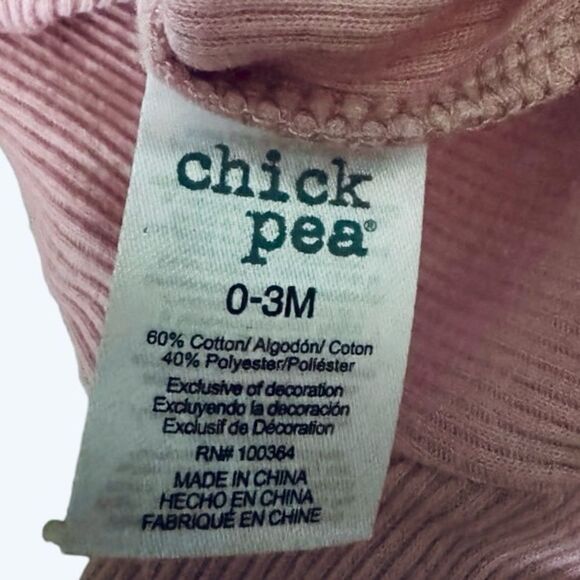 chick
pea®
0-3M
60% Cotton/ Algodón/ Coton
40% Polyester/Poliéster
Exclusive of decoration
Excluyendo la decoración
Exclusif de Décoration
RN# 100364
MADE IN CHINA
HECHO EN CHINA
FABRIQUÉ EN CHINE